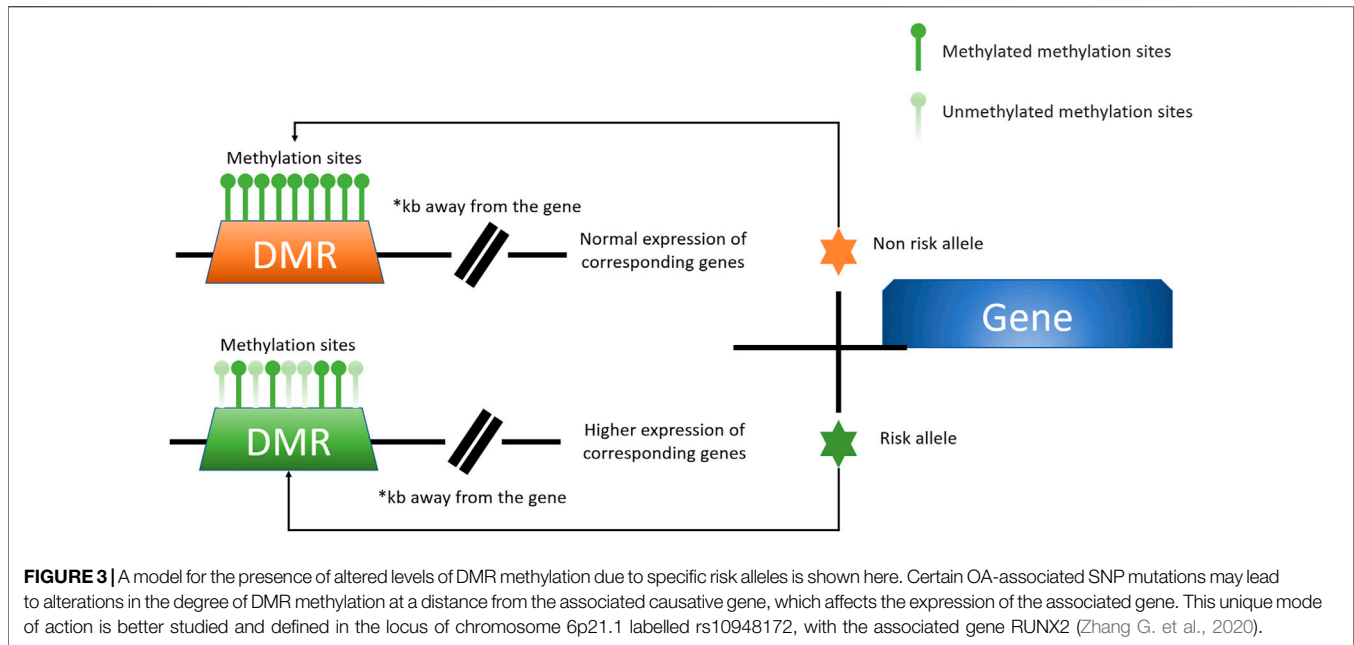 Methylated methylation sites
Unmethylated methylation sites
Methylation sites
*kb away from the gene
DMR
Normal expression of
corresponding genes
Non risk allele
Gene
Methylation sites
DMR
Higher expression of
corresponding genes
Risk allele
*kb away from the gene
FIGURE 3 | A model for the presence of altered levels of DMR methylation due to specific risk alleles is shown here. Certain OA-associated SNP mutations may lead
to alterations in the degree of DMR methylation at a distance from the associated causative gene, which affects the expression of the associated gene. This unique mode
of action is better studied and defined in the locus of chromosome 6p21.1 labelled rs10948172, with the associated gene RUNX2 (Zhang G. et al., 2020).